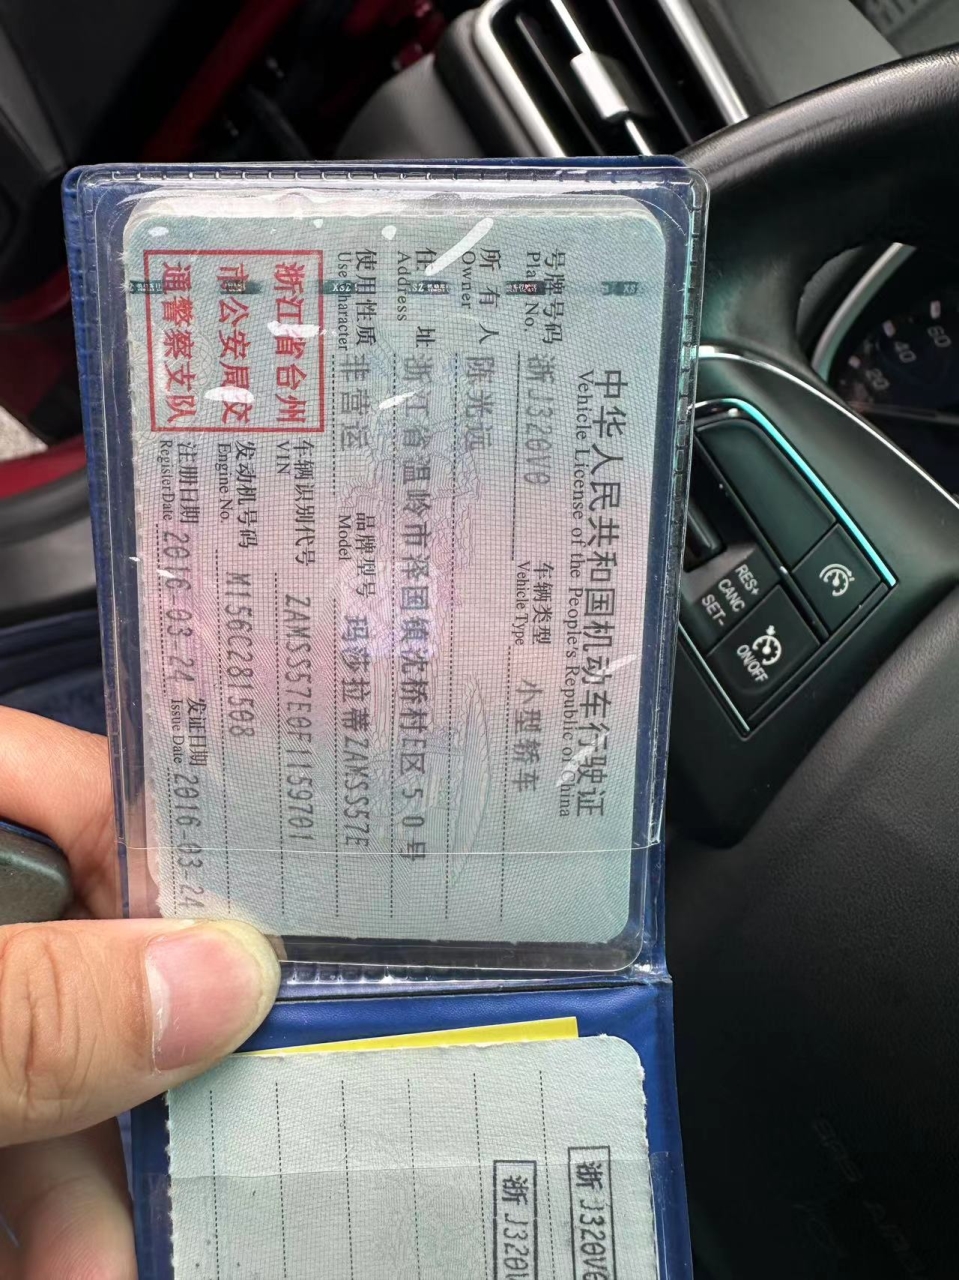 中华人民共和国机动车行驶证
Vehicle License of the People's Republic of China
号牌号码 浙J320V0 车辆类型 小型轿车
Plate No. Vehicle Type
所有人 陈光远
Owner
住址 浙江省温岭市泽国镇沈桥村E区50号
Address
使用性质 非营运 品牌型号 玛莎拉蒂ZAMSS57E
Use Character Model
浙江省台州
市公安局交
通警察支队
车辆识别代号 ZAMSS57E0F1159701
VIN
发动机号码 M156C281508
Engine No.
注册日期 2016-03-24 发证日期 2016-03-24
Register Date Issue Date
浙J320V0
浙J320V
RES+
CANC
SET-
ON/OFF
20
40
60